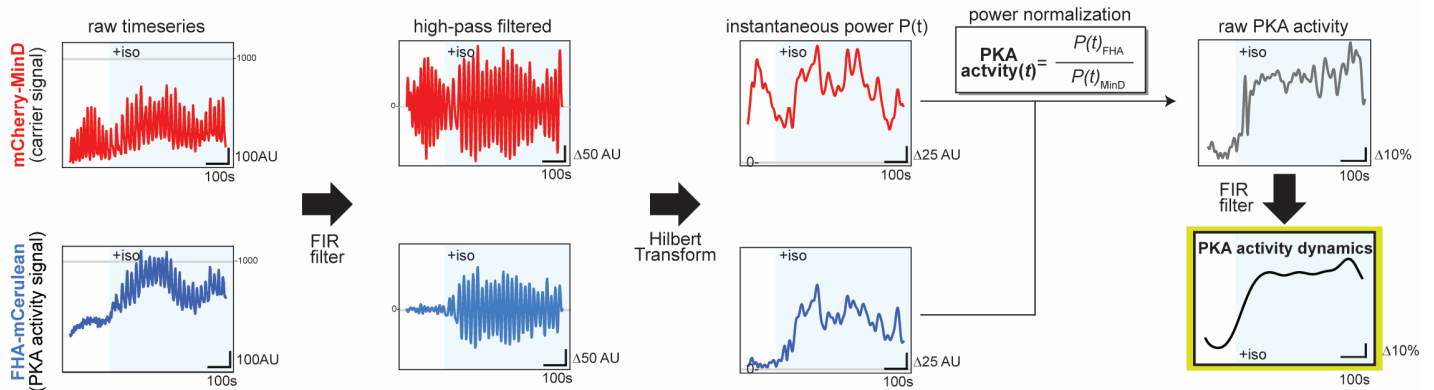 raw timeseries
high-pass filtered
instantaneous power P(t)
power normalization
raw PKA activity
mCherry-MinD
(carrier signal)
+iso
1000
100AU
100s
+iso
0
Δ50 AU
100s
+iso
0
Δ25 AU
100s
PKA
actvity(t)= P(t)FHA
P(t)MinD
+iso
Δ10%
100s
FIR
filter
Hilbert
Transform
FIR
filter
FHA-mCerulean
(PKA activity signal)
+iso
1000
100AU
100s
+iso
0
Δ50 AU
100s
+iso
0
Δ25 AU
100s
PKA activity dynamics
+iso
Δ10%
100s